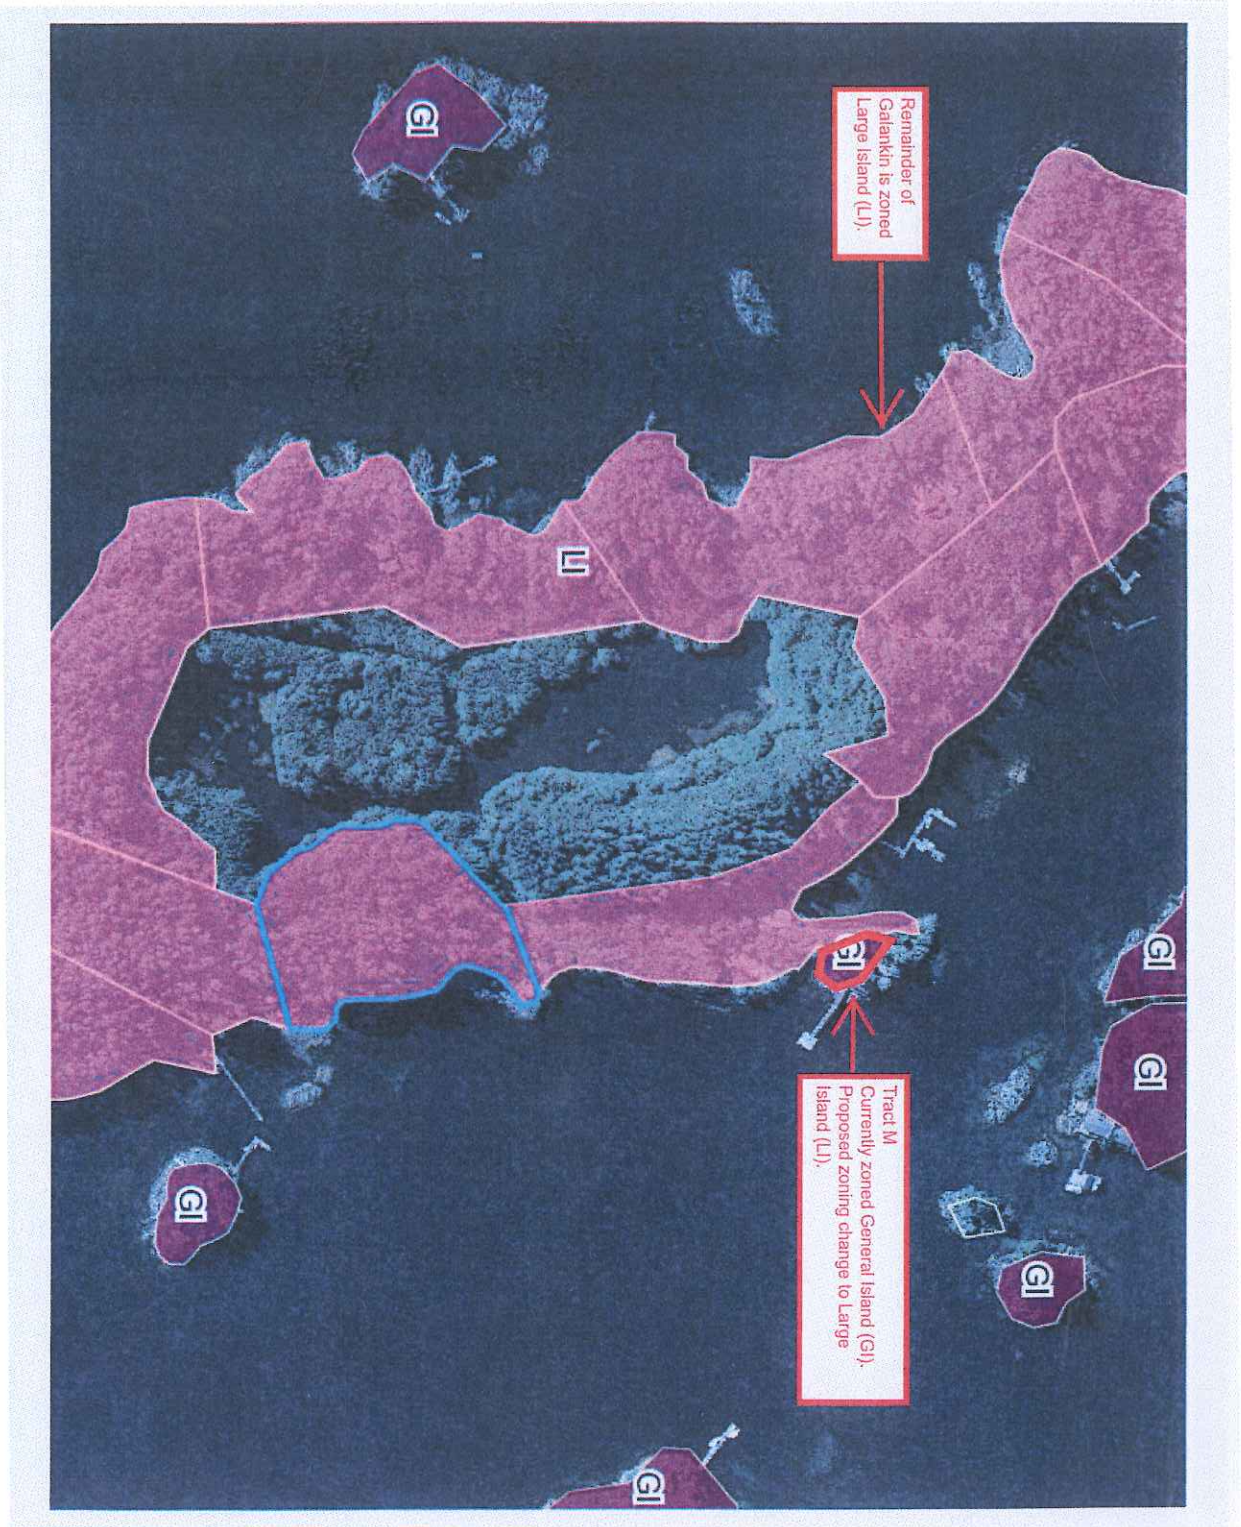 GI
Remainder of
Galankin is zoned
Large Island (LI).
LI
GI
GI
GI
Tract M
Currently zoned General Island (GI).
Proposed zoning change to Large
Island (LI).
GI
GI
GI